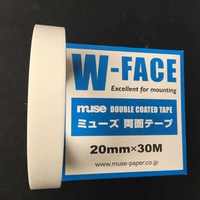 W-FACE
Excellent for mounting
muse DOUBLE COATED TAPE
ミューズ 両面テープ
20mm×30M
www.muse-paper.co.jp